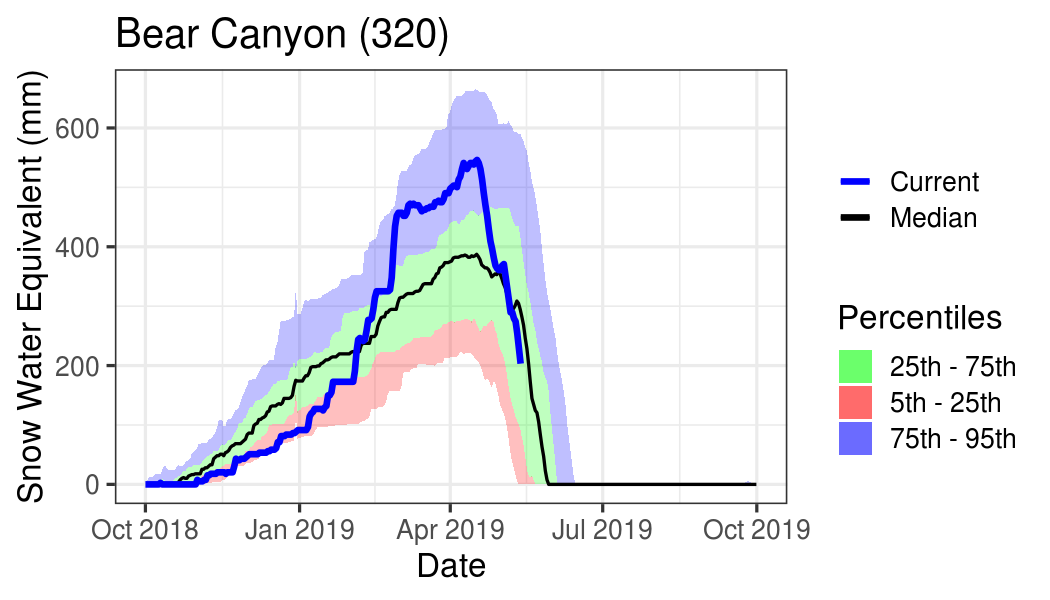 Bear Canyon (320)
Snow Water Equivalent (mm)
600
400
200
0
Oct 2018
Jan 2019
Apr 2019
Jul 2019
Oct 2019
Date
Current
Median
Percentiles
25th - 75th
5th - 25th
75th - 95th